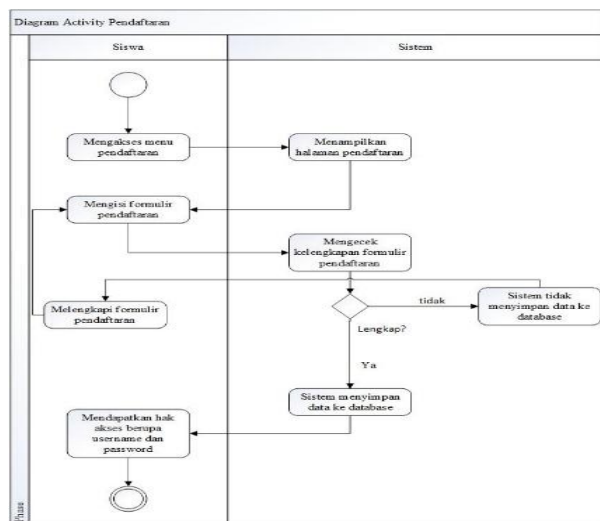 Diagram Activity Pendaftaran
Siswa
Sistem
Mengakses menu
pendaftaran
Menampilkan
halaman pendaftaran
Mengisi formulir
pendaftaran
Mengecek
kelengkapan formulir
pendaftaran
Melengkapi formulir
pendaftaran
tidak
Sistem tidak
menyimpan data ke
database
Lengkap?
Ya
Sistem menyimpan
data ke database
Mendapatkan hak
akses berupa
username dan
password
Phase